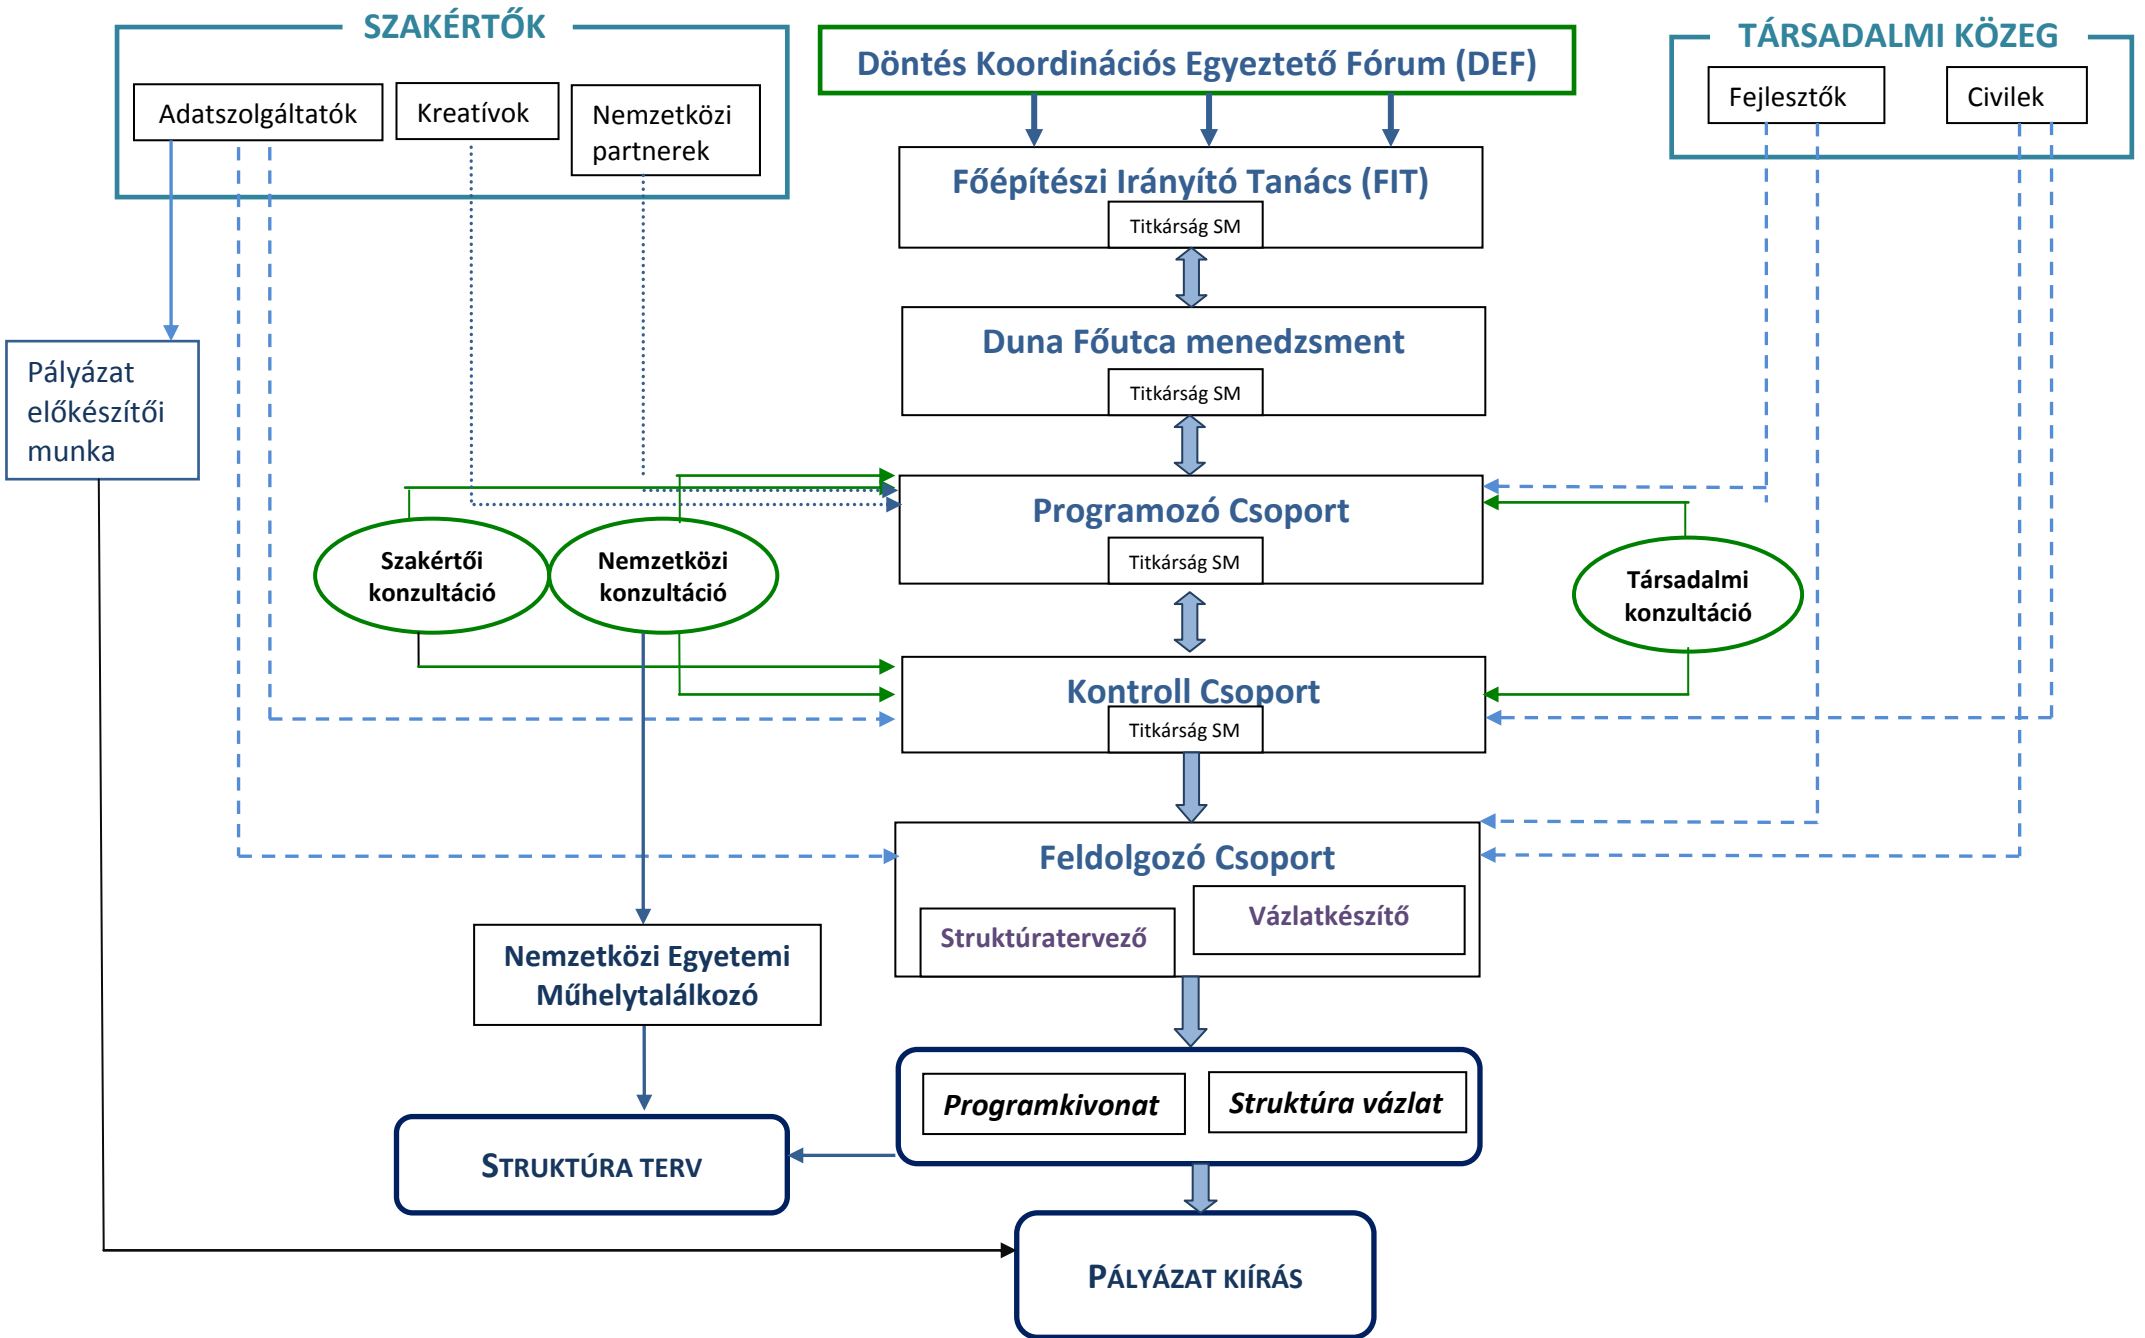 SZAKÉRTŐK
Adatszolgáltatók
Kreatívok
Nemzetközi
partnerek
Döntés Koordinációs Egyeztető Fórum (DEF)
TÁRSADALMI KÖZEG
Fejlesztők
Civilek
Főépítészi Irányító Tanács (FIT)
Titkárság SM
Duna Főutca menedzsment
Titkárság SM
Pályázat
előkészítői
munka
Programozó Csoport
Titkárság SM
Szakértői
konzultáció
Nemzetközi
konzultáció
Társadalmi
konzultáció
Kontroll Csoport
Titkárság SM
Feldolgozó Csoport
Struktúratervező
Vázlatkészítő
Nemzetközi Egyetemi
Műhelytalálkozó
Programkivonat
Struktúra vázlat
STRUKTÚRA TERV
PÁLYÁZAT KIÍRÁS